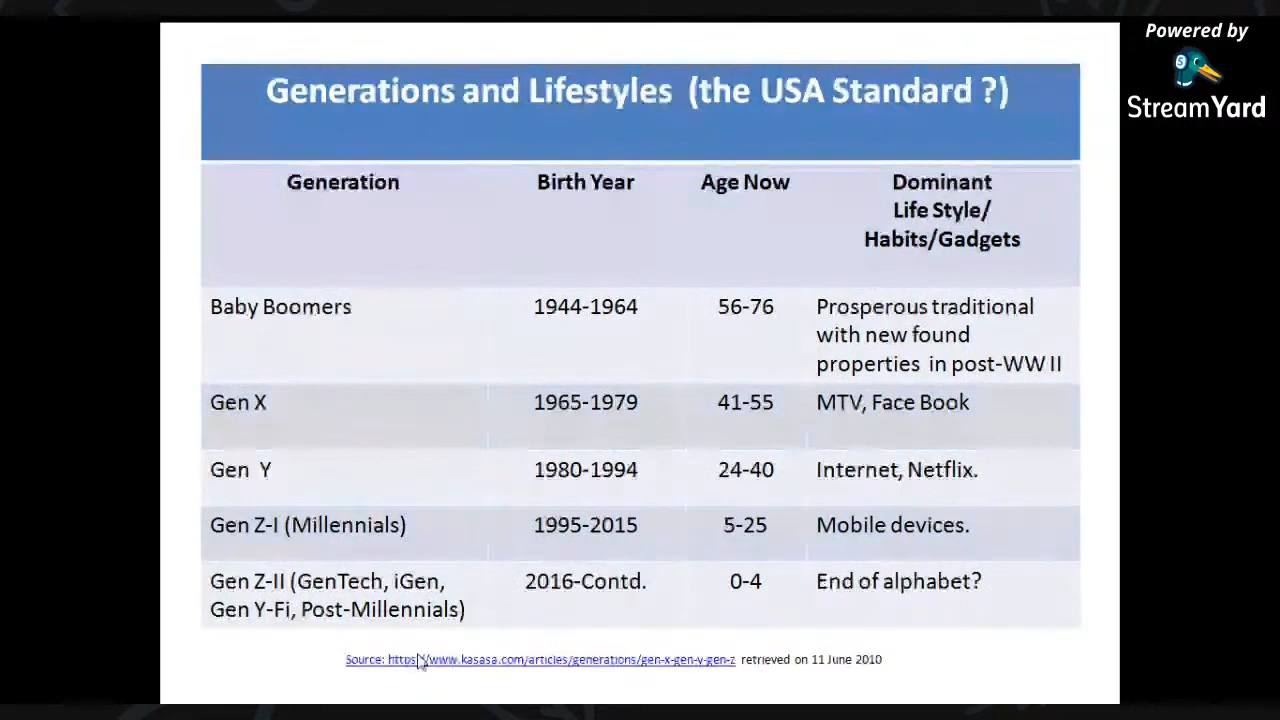 Powered by
StreamYard
Generations and Lifestyles (the USA Standard ?)
Generation Birth Year Age Now Dominant
Life Style/
Habits/Gadgets
Baby Boomers 1944-1964 56-76 Prosperous traditional
with new found
properties in post-WW II
Gen X 1965-1979 41-55 MTV, Face Book
Gen Y 1980-1994 24-40 Internet, Netflix.
Gen Z-I (Millennials) 1995-2015 5-25 Mobile devices.
Gen Z-II (GenTech, iGen, 2016-Contd. 0-4 End of alphabet?
Gen Y-Fi, Post-Millennials)
Source: https://www.kasasa.com/articles/generations/gen-x-gen-y-gen-z retrieved on 11 June 2010